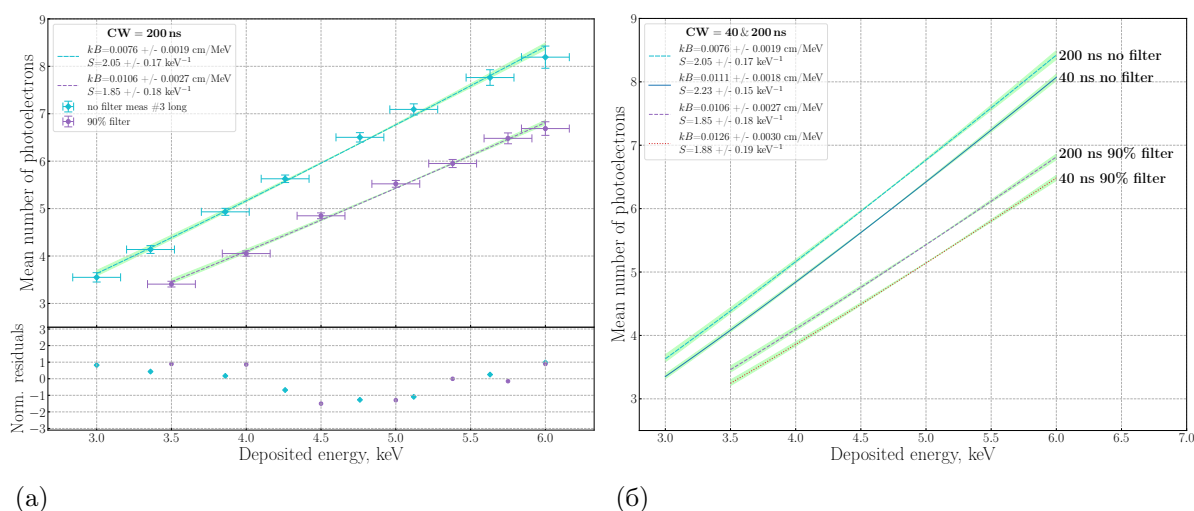 CW = 200 ns
kB=0.0076 +/- 0.0019 cm/MeV
S=2.05 +/- 0.17 keV⁻¹
kB=0.0106 +/- 0.0027 cm/MeV
S=1.85 +/- 0.18 keV⁻¹
no filter meas #3 long
90% filter
Mean number of photoelectrons
9
8
7
6
5
4
3
Norm. residuals
3
2
1
0
−1
−2
−3
3.0 3.5 4.0 4.5 5.0 5.5 6.0
Deposited energy, keV
(а)
CW = 40 & 200 ns
kB=0.0076 +/- 0.0019 cm/MeV
S=2.05 +/- 0.17 keV⁻¹
kB=0.0111 +/- 0.0018 cm/MeV
S=2.23 +/- 0.15 keV⁻¹
kB=0.0106 +/- 0.0027 cm/MeV
S=1.85 +/- 0.18 keV⁻¹
kB=0.0126 +/- 0.0030 cm/MeV
S=1.88 +/- 0.19 keV⁻¹
200 ns no filter
40 ns no filter
200 ns 90% filter
40 ns 90% filter
Mean number of photoelectrons
9
8
7
6
5
4
3
3.0 3.5 4.0 4.5 5.0 5.5 6.0 6.5 7.0
Deposited energy, keV
(б)